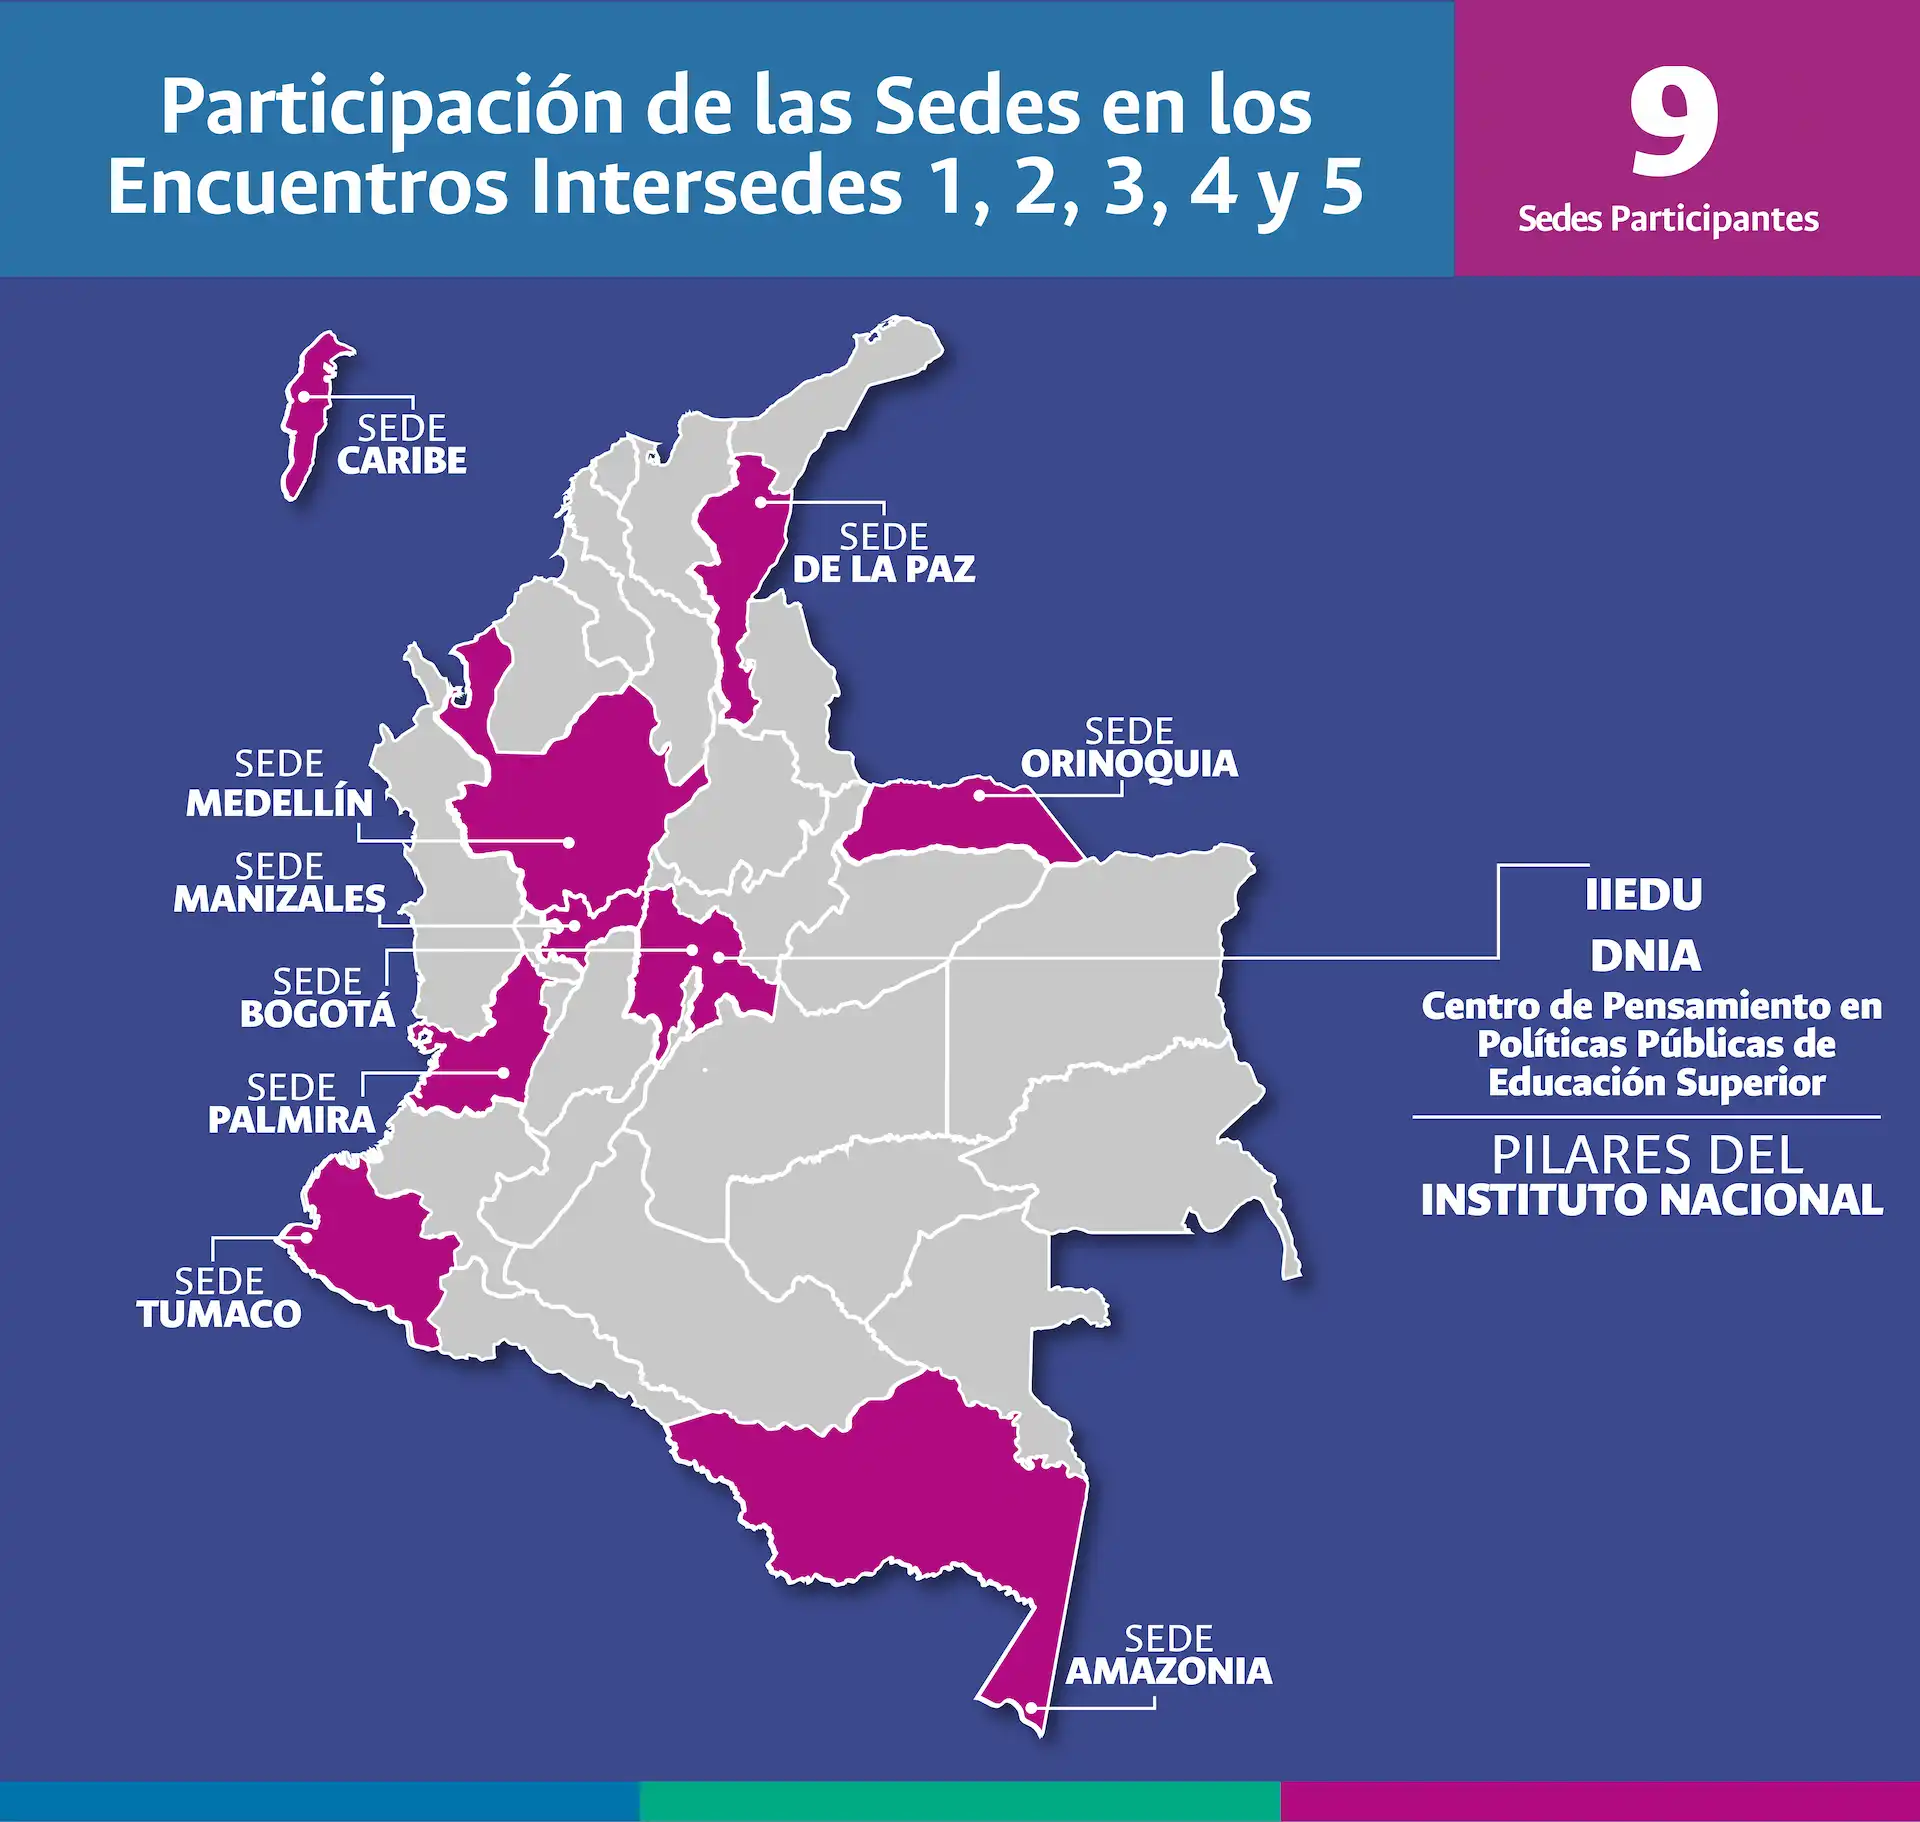 Participación de las Sedes en los
Encuentros Intersedes 1, 2, 3, 4 y 5
9
Sedes Participantes
SEDE
CARIBE
SEDE
DE LA PAZ
SEDE
ORINOQUIA
SEDE
MEDELLÍN
SEDE
MANIZALES
SEDE
BOGOTÁ
SEDE
PALMIRA
SEDE
TUMACO
SEDE
AMAZONIA
IIEDU
DNIA
Centro de Pensamiento en
Políticas Públicas de
Educación Superior
PILARES DEL
INSTITUTO NACIONAL